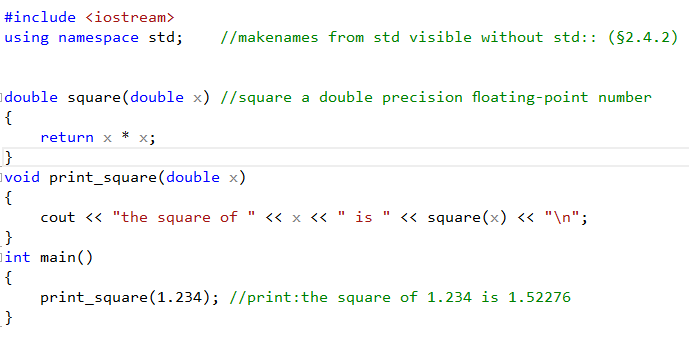 #include <iostream>
using namespace std;    //makenames from std visible without std:: (§2.4.2)
double square(double x) //square a double precision floating-point number
{
    return x * x;
}
void print_square(double x)
{
    cout << "the square of " << x << " is " << square(x) << "\n";
}
int main()
{
    print_square(1.234); //print:the square of 1.234 is 1.52276
}